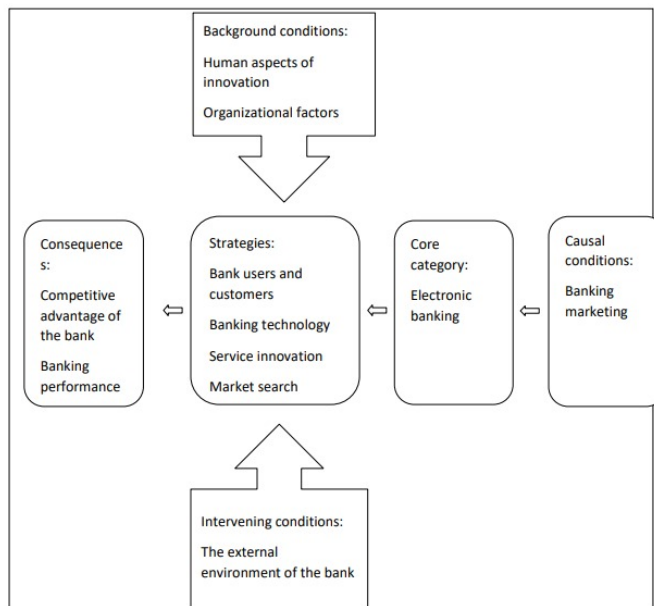 Background conditions:
Human aspects of
innovation
Organizational factors
Consequence
s:
Competitive
advantage of
the bank
Banking
performance
Strategies:
Bank users and
customers
Banking technology
Service innovation
Market search
Core
category:
Electronic
banking
Causal
conditions:
Banking
marketing
Intervening conditions:
The external
environment of the bank